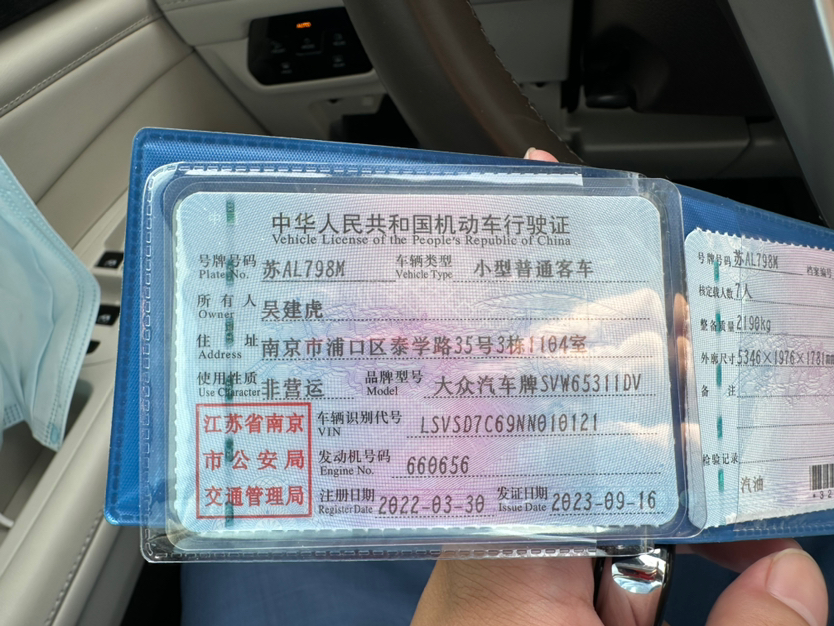 AUTO
中华人民共和国机动车行驶证
Vehicle License of the People's Republic of China
号牌号码 苏AL798M 车辆类型 小型普通客车
Plate No. Vehicle Type
所有人 吴建虎
Owner
住址 南京市浦口区泰学路35号3栋1104室
Address
使用性质 非营运 品牌型号 大众汽车牌SVW65311DV
Use Character Model
江苏省南京
市公安局
交通管理局
车辆识别代号 LSVSD7C69NN010121
VIN
发动机号码 660656
Engine No.
注册日期 2022-03-30 发证日期 2023-09-16
Register Date Issue Date
号牌号码 苏AL798M 档案编号
核定载人数 7人
整备质量 2190kg
外廓尺寸 5346×1976×1781mm
备注
检验记录
汽油